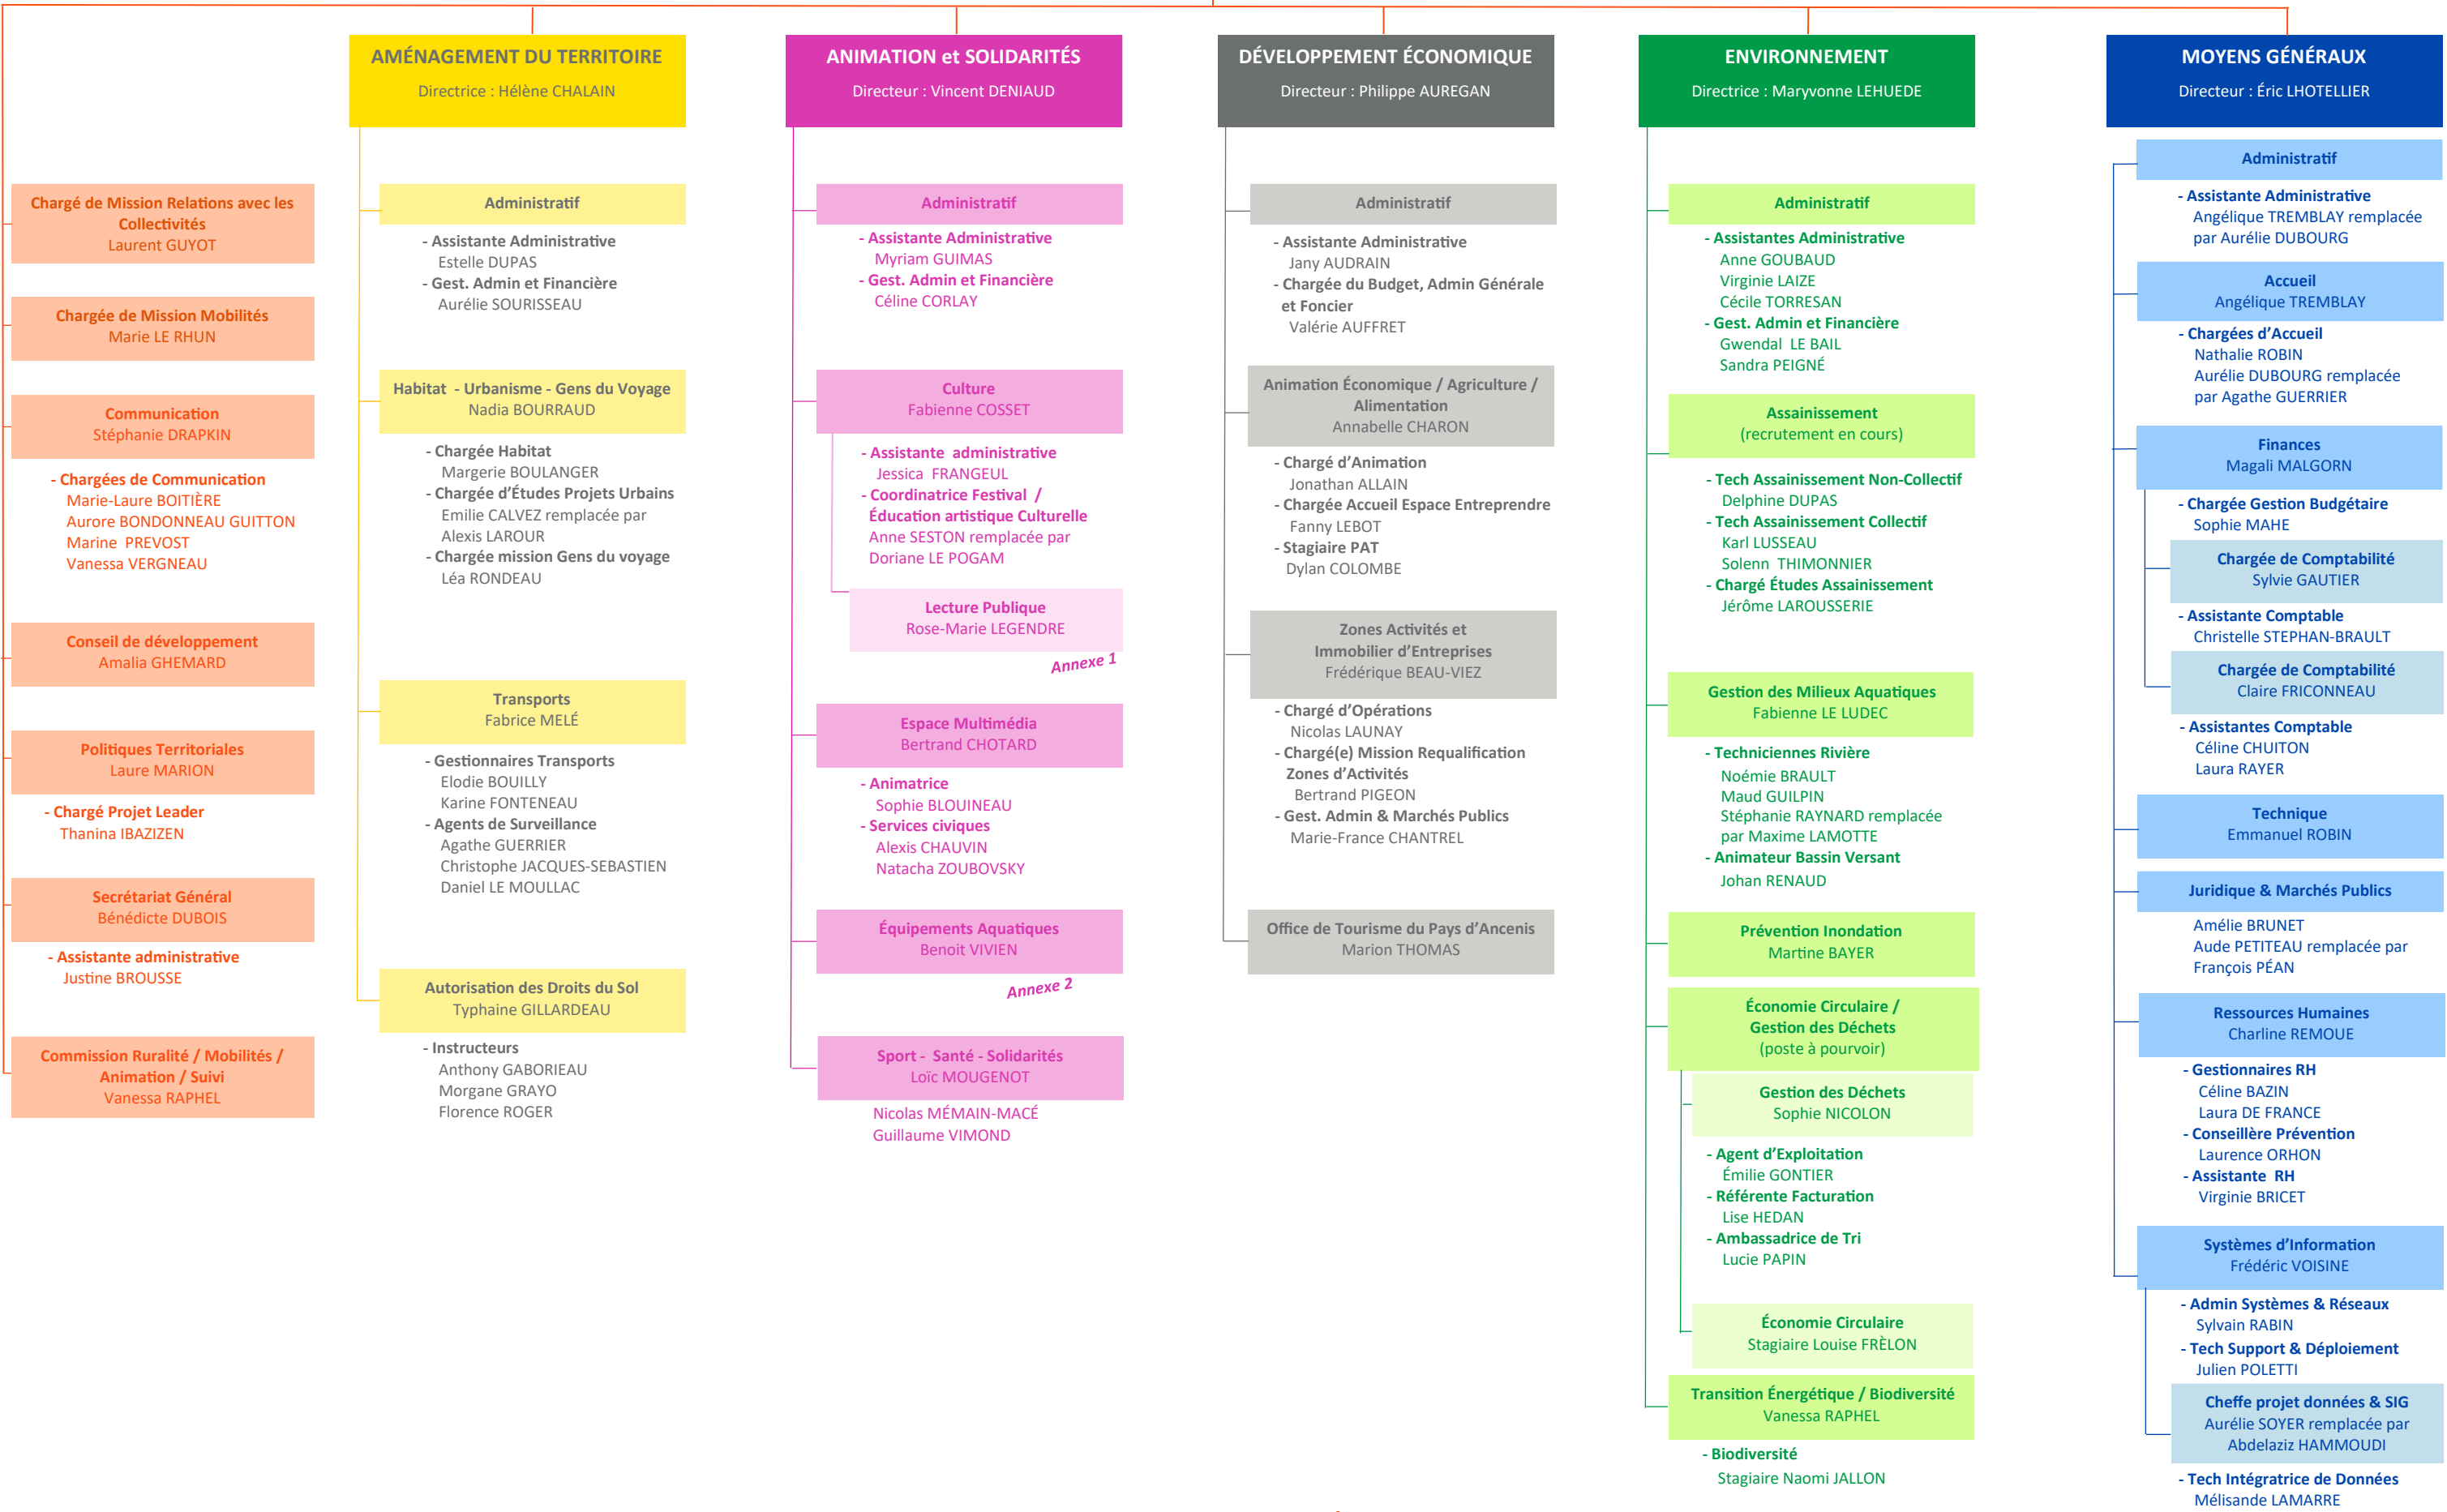 Chargé de Mission Relations avec les
Collectivités
Laurent GUYOT
Chargée de Mission Mobilités
Marie LE RHUN
Communication
Stéphanie DRAPKIN
- Chargées de Communication
Marie-Laure BOITIÈRE
Aurore BONDONNEAU GUITTON
Marine PREVOST
Vanessa VERGNEAU
Conseil de développement
Amalia GHEMARD
Politiques Territoriales
Laure MARION
- Chargé Projet Leader
Thanina IBAZIZEN
Secrétariat Général
Bénédicte DUBOIS
- Assistante administrative
Justine BROUSSE
Commission Ruralité / Mobilités /
Animation / Suivi
Vanessa RAPHEL
AMÉNAGEMENT DU TERRITOIRE
Directrice : Hélène CHALAIN
Administratif
- Assistante Administrative
Estelle DUPAS
- Gest. Admin et Financière
Aurélie SOURISSEAU
Habitat - Urbanisme - Gens du Voyage
Nadia BOURRAUD
- Chargée Habitat
Margerie BOULANGER
- Chargée d’Études Projets Urbains
Emilie CALVEZ remplacée par
Alexis LAROUR
- Chargée mission Gens du voyage
Léa RONDEAU
Transports
Fabrice MELÉ
- Gestionnaires Transports
Elodie BOUILLY
Karine FONTENEAU
- Agents de Surveillance
Agathe GUERRIER
Christophe JACQUES-SEBASTIEN
Daniel LE MOULLAC
Autorisation des Droits du Sol
Typhaine GILLARDEAU
- Instructeurs
Anthony GABORIEAU
Morgane GRAYO
Florence ROGER
ANIMATION et SOLIDARITÉS
Directeur : Vincent DENIAUD
Administratif
- Assistante Administrative
Myriam GUIMAS
- Gest. Admin et Financière
Céline CORLAY
Culture
Fabienne COSSET
- Assistante administrative
Jessica FRANGEUL
- Coordinatrice Festival /
Éducation artistique Culturelle
Anne SESTON remplacée par
Doriane LE POGAM
Lecture Publique
Rose-Marie LEGENDRE
Annexe 1
Espace Multimédia
Bertrand CHOTARD
- Animatrice
Sophie BLOUINEAU
- Services civiques
Alexis CHAUVIN
Natacha ZOUBOVSKY
Équipements Aquatiques
Benoit VIVIEN
Annexe 2
Sport - Santé - Solidarités
Loïc MOUGENOT
Nicolas MÉMAIN-MACÉ
Guillaume VIMOND
DÉVELOPPEMENT ÉCONOMIQUE
Directeur : Philippe AUREGAN
Administratif
- Assistante Administrative
Jany AUDRAIN
- Chargée du Budget, Admin Générale
et Foncier
Valérie AUFFRET
Animation Économique / Agriculture /
Alimentation
Annabelle CHARON
- Chargé d’Animation
Jonathan ALLAIN
- Chargée Accueil Espace Entreprendre
Fanny LEBOT
- Stagiaire PAT
Dylan COLOMBE
Zones Activités et
Immobilier d’Entreprises
Frédérique BEAU-VIEZ
- Chargé d’Opérations
Nicolas LAUNAY
- Chargé(e) Mission Requalification
Zones d’Activités
Bertrand PIGEON
- Gest. Admin & Marchés Publics
Marie-France CHANTREL
Office de Tourisme du Pays d’Ancenis
Marion THOMAS
ENVIRONNEMENT
Directrice : Maryvonne LEHUEDE
Administratif
- Assistantes Administrative
Anne GOUBAUD
Virginie LAIZE
Cécile TORRESAN
- Gest. Admin et Financière
Gwendal LE BAIL
Sandra PEIGNÉ
Assainissement
(recrutement en cours)
- Tech Assainissement Non-Collectif
Delphine DUPAS
- Tech Assainissement Collectif
Karl LUSSEAU
Solenn THIMONNIER
- Chargé Études Assainissement
Jérôme LAROUSSERIE
Gestion des Milieux Aquatiques
Fabienne LE LUDEC
- Techniciennes Rivière
Noémie BRAULT
Maud GUILPIN
Stéphanie RAYNARD remplacée
par Maxime LAMOTTE
- Animateur Bassin Versant
Johan RENAUD
Prévention Inondation
Martine BAYER
Économie Circulaire /
Gestion des Déchets
(poste à pourvoir)
Gestion des Déchets
Sophie NICOLON
- Agent d’Exploitation
Émilie GONTIER
- Référente Facturation
Lise HEDAN
- Ambassadrice de Tri
Lucie PAPIN
Économie Circulaire
Stagiaire Louise FRÈLON
Transition Énergétique / Biodiversité
Vanessa RAPHEL
- Biodiversité
Stagiaire Naomi JALLON
MOYENS GÉNÉRAUX
Directeur : Éric LHOTELLIER
Administratif
- Assistante Administrative
Angélique TREMBLAY remplacée
par Aurélie DUBOURG
Accueil
Angélique TREMBLAY
- Chargées d’Accueil
Nathalie ROBIN
Aurélie DUBOURG remplacée
par Agathe GUERRIER
Finances
Magali MALGORN
- Chargée Gestion Budgétaire
Sophie MAHE
Chargée de Comptabilité
Sylvie GAUTIER
- Assistante Comptable
Christelle STEPHAN-BRAULT
Chargée de Comptabilité
Claire FRICONNEAU
- Assistantes Comptable
Céline CHUITON
Laura RAYER
Technique
Emmanuel ROBIN
Juridique & Marchés Publics
Amélie BRUNET
Aude PETITEAU remplacée par
François PÉAN
Ressources Humaines
Charline REMOUE
- Gestionnaires RH
Céline BAZIN
Laura DE FRANCE
- Conseillère Prévention
Laurence ORHON
- Assistante RH
Virginie BRICET
Systèmes d’Information
Frédéric VOISINE
- Admin Systèmes & Réseaux
Sylvain RABIN
- Tech Support & Déploiement
Julien POLETTI
Cheffe projet données & SIG
Aurélie SOYER remplacée par
Abdelaziz HAMMOUDI
- Tech Intégratrice de Données
Mélisande LAMARRE